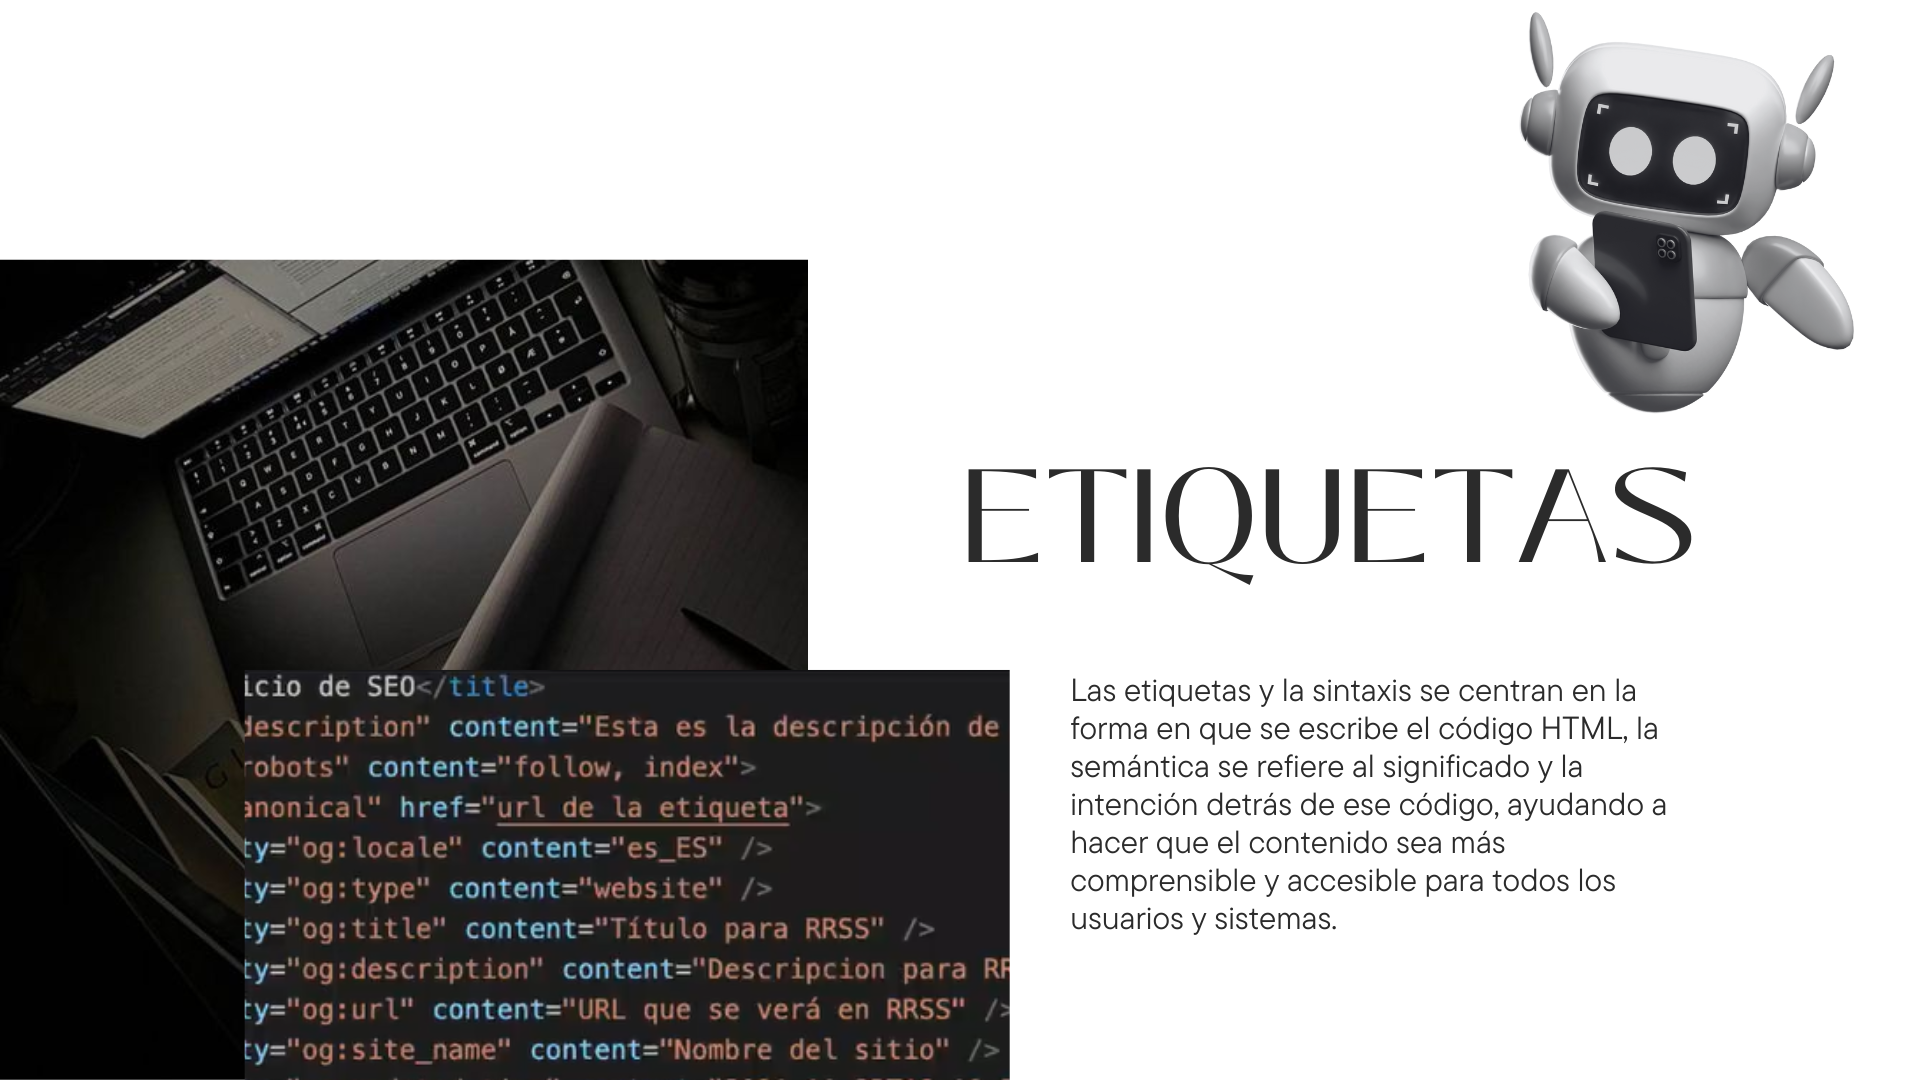 ETIQUETAS
Las etiquetas y la sintaxis se centran en la
forma en que se escribe el código HTML, la
semántica se refiere al significado y la
intención detrás de ese código, ayudando a
hacer que el contenido sea más
comprensible y accesible para todos los
usuarios y sistemas.
icio de SEO</title>
description" content="Esta es la descripción de
robots" content="follow, index">
anonical" href="url de la etiqueta">
ty="og:locale" content="es_ES" />
ty="og:type" content="website" />
ty="og:title" content="Título para RRSS" />
ty="og:description" content="Descripcion para RR
ty="og:url" content="URL que se verá en RRSS" />
ty="og:site_name" content="Nombre del sitio" />